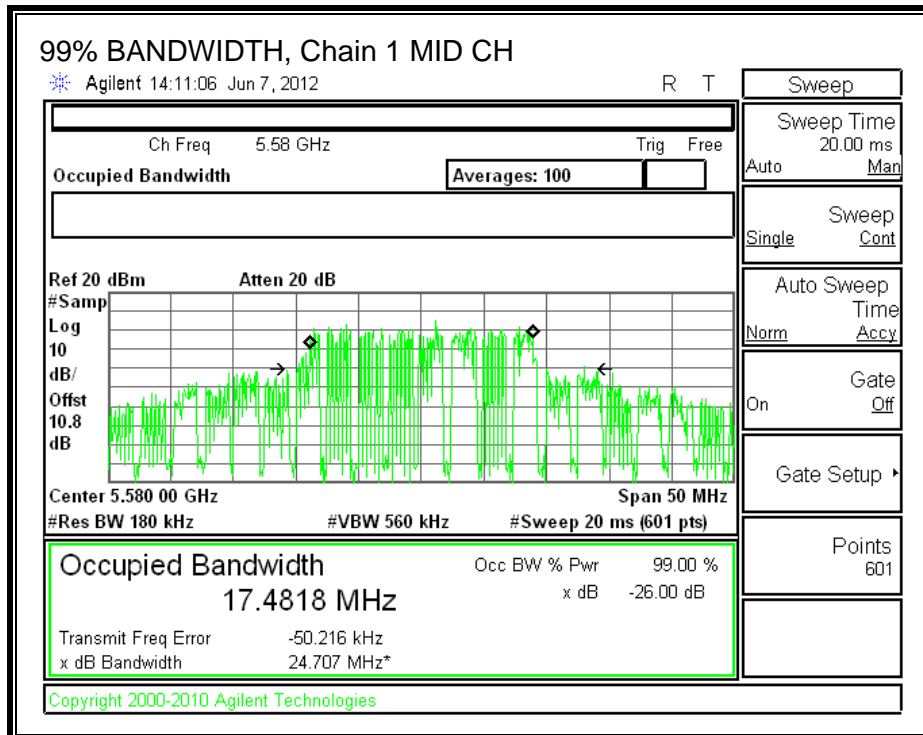 99% BANDWIDTH, Chain 1 MID CH
Agilent 14:11:06 Jun 7, 2012 R T
Ch Freq 5.58 GHz Trig Free
Occupied Bandwidth Averages: 100
Ref 20 dBm Atten 20 dB
#Samp
Log
10
dB/
Offst
10.8
dB
Center 5.580 00 GHz Span 50 MHz
#Res BW 180 kHz #VBW 560 kHz #Sweep 20 ms (601 pts)
Occupied Bandwidth Occ BW % Pwr 99.00 %
17.4818 MHz x dB -26.00 dB
Transmit Freq Error -50.216 kHz
x dB Bandwidth 24.707 MHz*
Copyright 2000-2010 Agilent Technologies
Sweep
Sweep Time
20.00 ms
Auto Man
Sweep
Single Cont
Auto Sweep
Time
Norm Accy
Gate
On Off
Gate Setup
Points
601